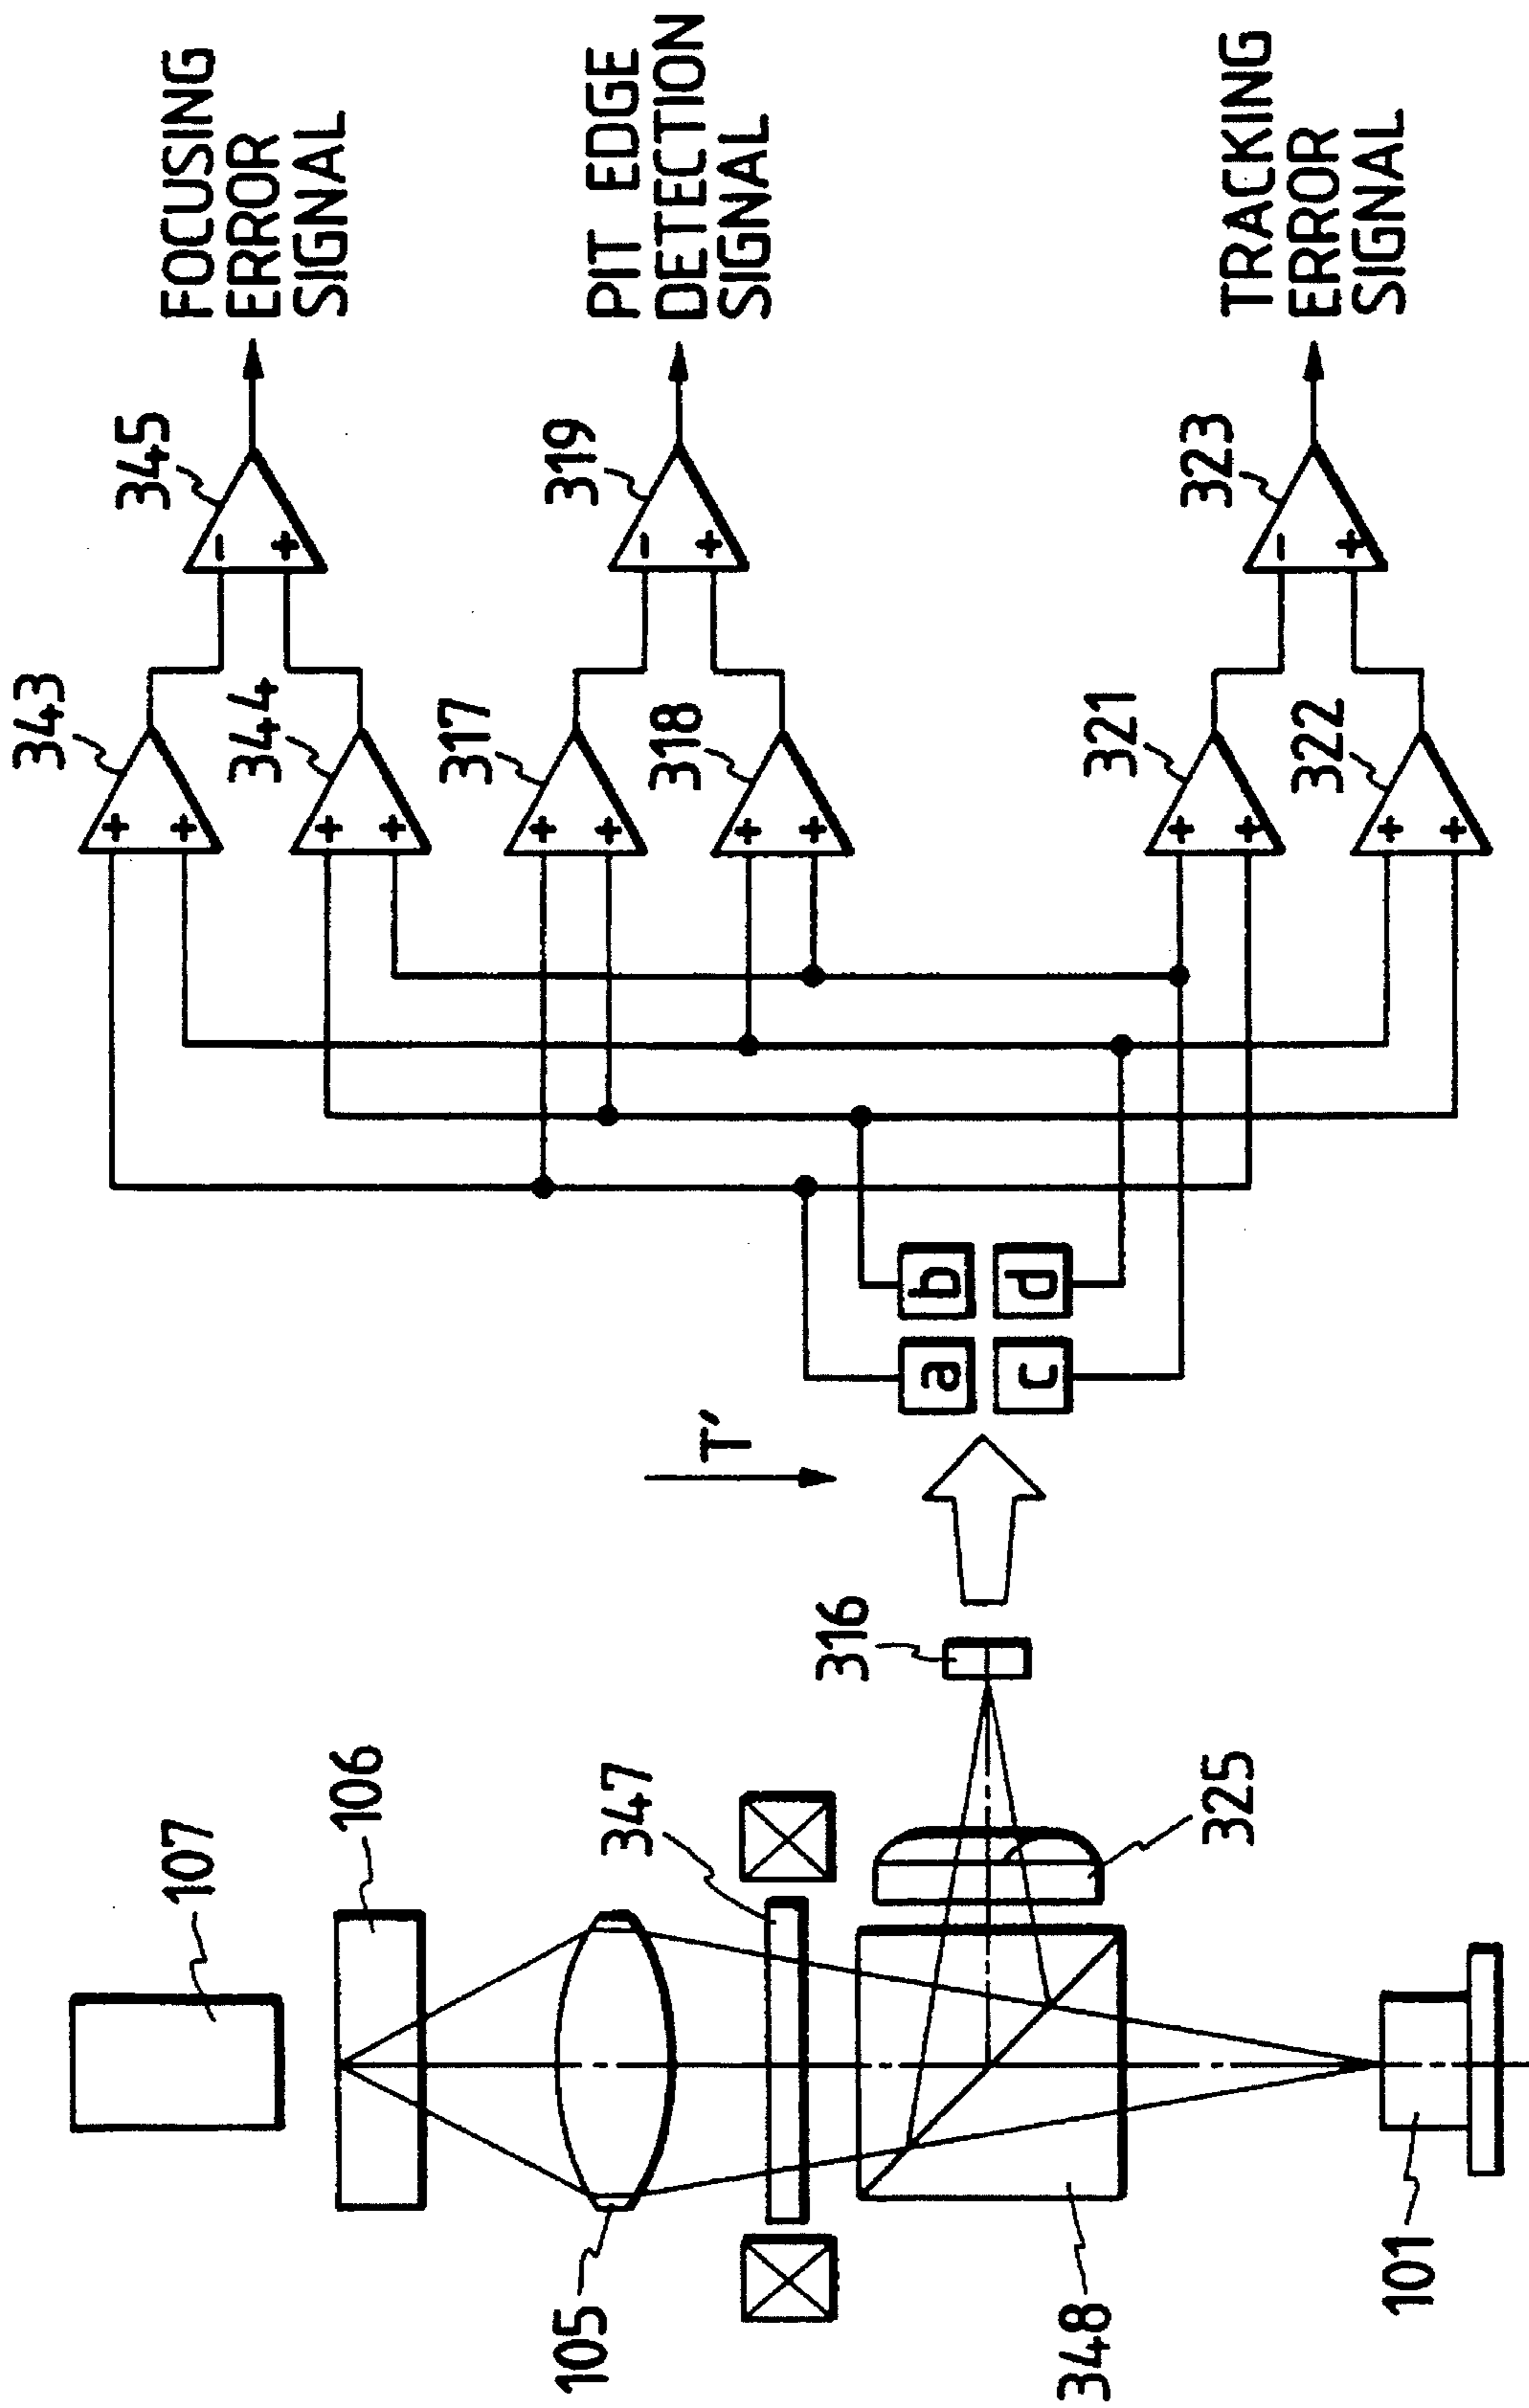 FOCUSING
ERROR
SIGNAL
PIT EDGE
DETECTION
SIGNAL
TRACKING
ERROR
SIGNAL
345
319
323
343
344
317
318
321
322
- +
- +
- +
+ +
+ +
+ +
+ +
+ +
+ +
T'
a b
c d
316
107
106
105
347
325
348
101